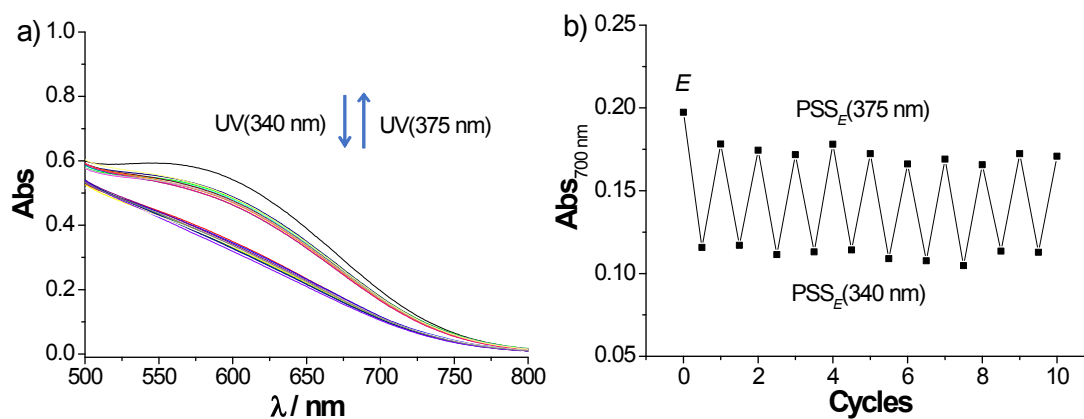 a)
1.0
0.8
0.6
0.4
0.2
0.0
Abs
UV(340 nm)
UV(375 nm)
500 550 600 650 700 750 800
λ / nm
b)
0.25
0.20
0.15
0.10
0.05
Abs700 nm
E
PSSE(375 nm)
PSSE(340 nm)
0 2 4 6 8 10
Cycles